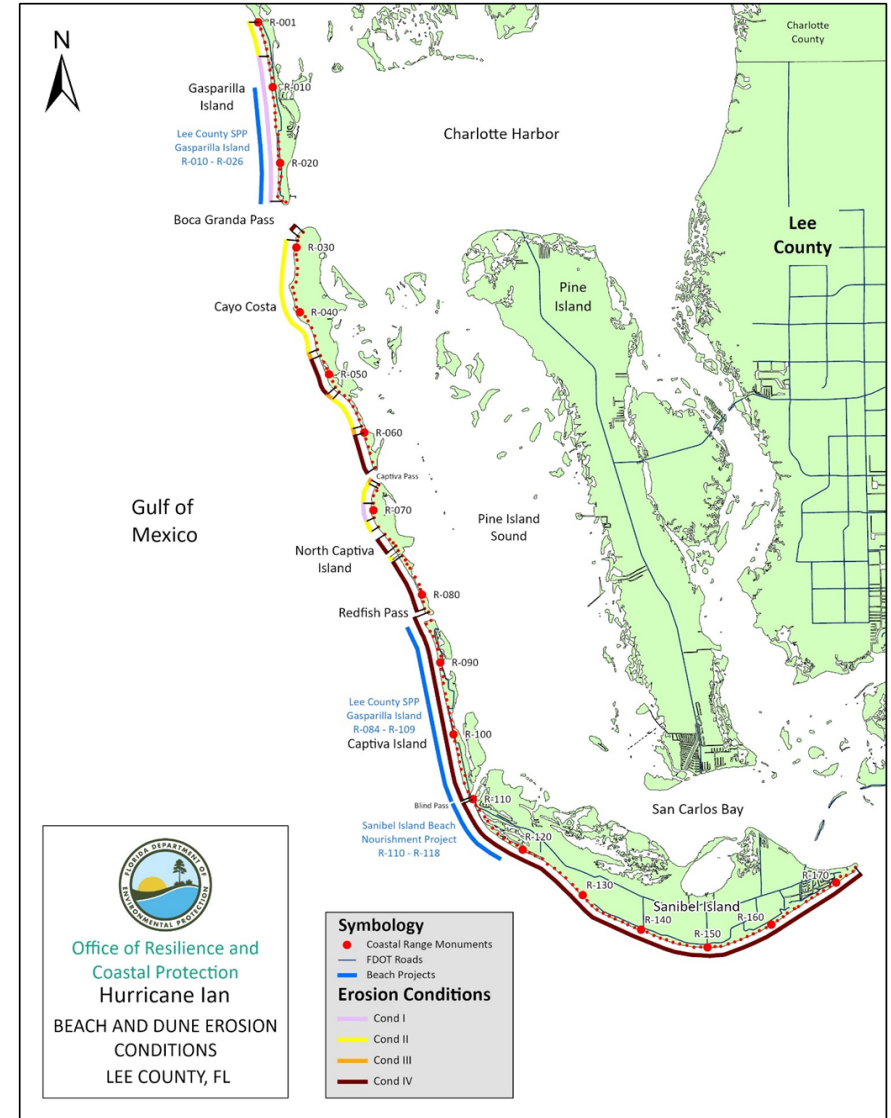 N
R-001
Charlotte
County
Gasparilla
Island
R-010
Lee County SPP
Gasparilla Island
R-010 - R-026
Charlotte Harbor
R-020
Boca Granda Pass
Lee
County
R-030
Pine
Island
Cayo Costa
R-040
R-050
R-060
Captiva Pass
Gulf of
Mexico
R-070
Pine Island
Sound
North Captiva
Island
R-080
Redfish Pass
R-090
Lee County SPP
Gasparilla Island
R-084 - R-109
Captiva Island
R-100
Blind Pass
R-110
San Carlos Bay
Sanibel Island Beach
Nourishment Project
R-110 - R-118
R-120
R-130
R-170
Sanibel Island
R-140
R-160
R-150
FLORIDA DEPARTMENT OF
ENVIRONMENTAL PROTECTION
Office of Resilience and
Coastal Protection
Hurricane Ian
BEACH AND DUNE EROSION
CONDITIONS
LEE COUNTY, FL
Symbology
Coastal Range Monuments
FDOT Roads
Beach Projects
Erosion Conditions
Cond I
Cond II
Cond III
Cond IV